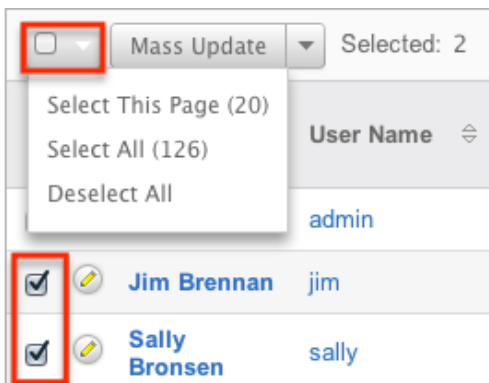 Mass Update Selected: 2
Select This Page (20)
Select All (126)
Deselect All
User Name
admin
Jim Brennan jim
Sally Bronsen sally